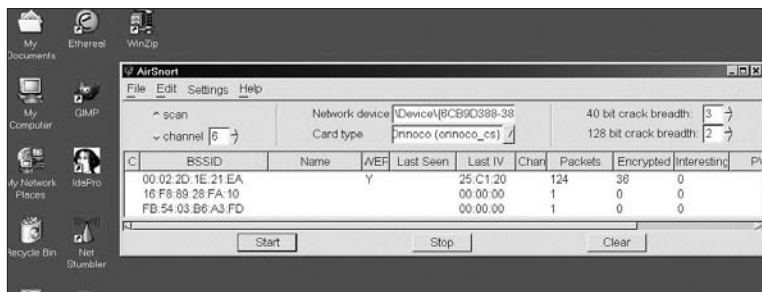 My Documents
Ethereal
WinZip
My Computer
GIMP
My Network Places
IdaPro
Recycle Bin
Net Stumbler
AirSnort
File Edit Settings Help
scan
channel 6
Network device \Device\{6CB9D388-38
Card type Orinoco (orinoco_cs)
40 bit crack breadth: 3
128 bit crack breadth: 2
C BSSID Name WEP Last Seen Last IV Chan Packets Encrypted Interesting PW
00:02:2D:1E:21:EA Y 25:C1:20 124 36 0
16:F8:89:28:FA:10 00:00:00 1 0 0
FB:54:03:B6:A3:FD 00:00:00 1 0 0
Start Stop Clear